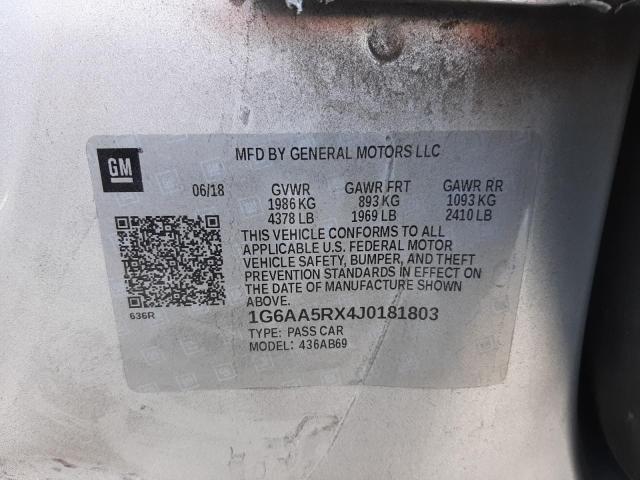 GM
MFD BY GENERAL MOTORS LLC
06/18 GVWR GAWR FRT GAWR RR
1986 KG 893 KG 1093 KG
4378 LB 1969 LB 2410 LB
THIS VEHICLE CONFORMS TO ALL
APPLICABLE U.S. FEDERAL MOTOR
VEHICLE SAFETY, BUMPER, AND THEFT
PREVENTION STANDARDS IN EFFECT ON
THE DATE OF MANUFACTURE SHOWN
ABOVE.
636R
1G6AA5RX4J0181803
TYPE: PASS CAR
MODEL: 436AB69